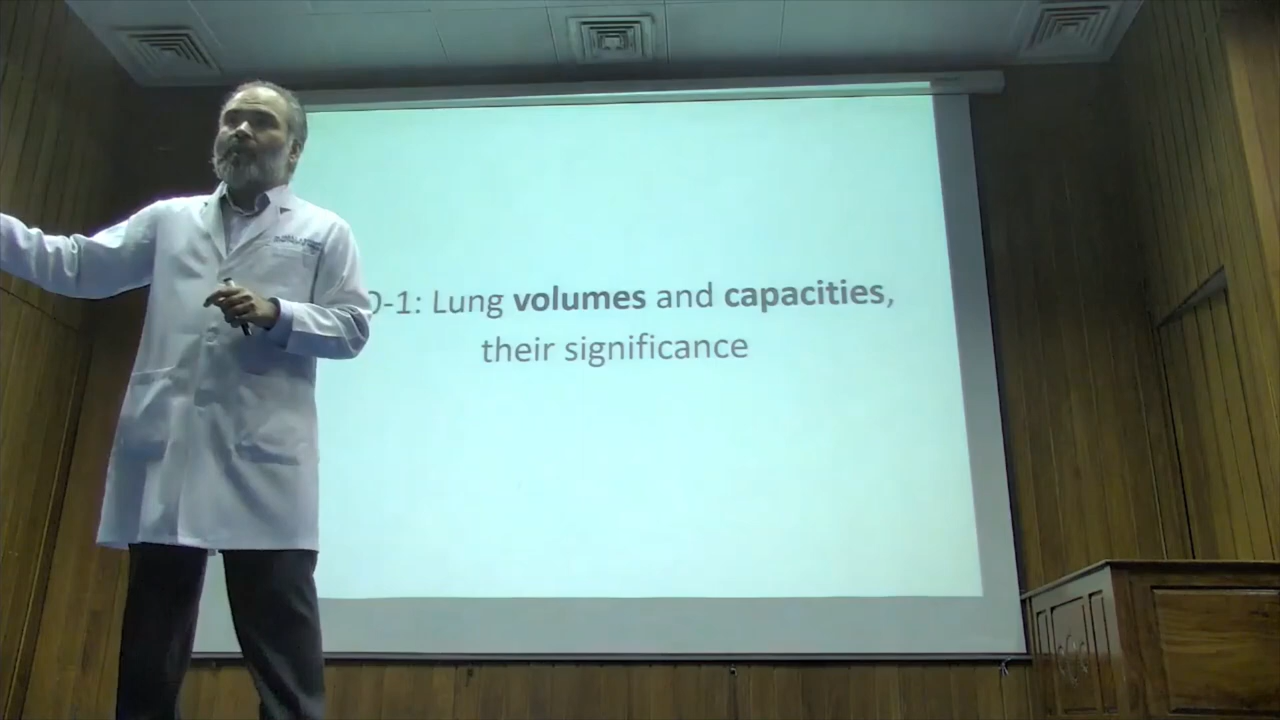 O-1: Lung volumes and capacities,
their significance